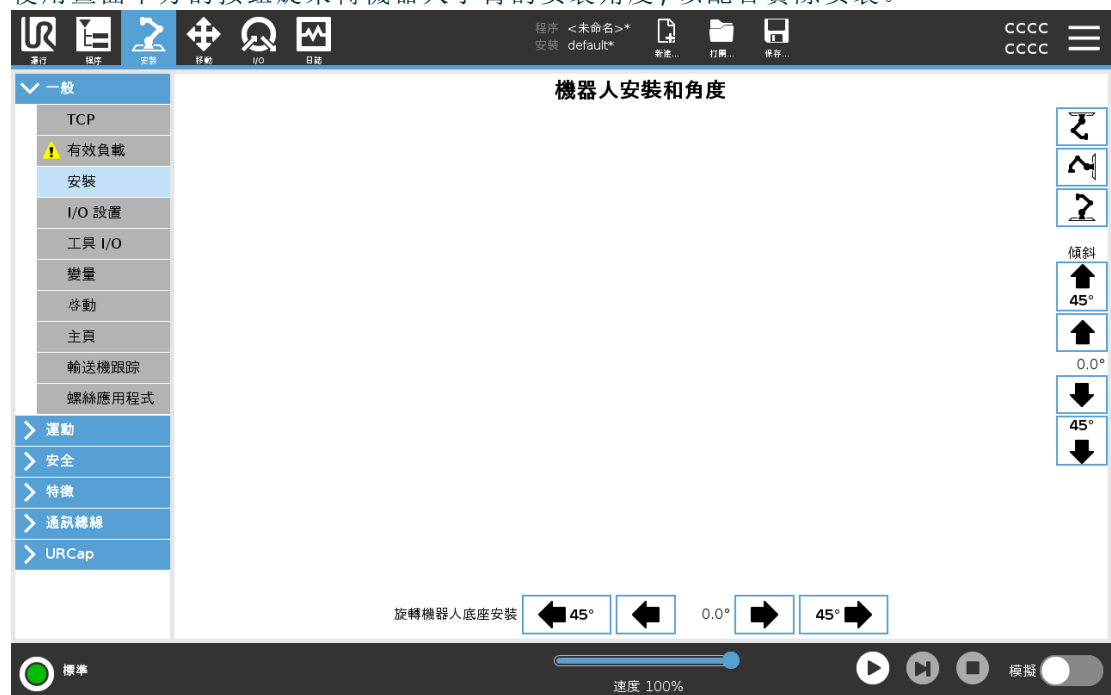 使用畫面下方的按鈕旋來轉機器人手臂的安裝角度，以配合實際安裝。
運行 程序 安裝 移動 I/O 日誌
程序 <未命名>*
安裝 default*
新建... 打開... 保存...
CCCC
CCCC
一般
機器人安裝和角度
TCP
有效負載
安裝
I/O 設置
工具 I/O
變量
啓動
主頁
輸送機跟踪
螺絲應用程式
運動
安全
特徵
通訊總線
URCap
傾斜
45°
0.0°
45°
旋轉機器人底座安裝 45° 0.0° 45°
標準
速度 100%
模擬